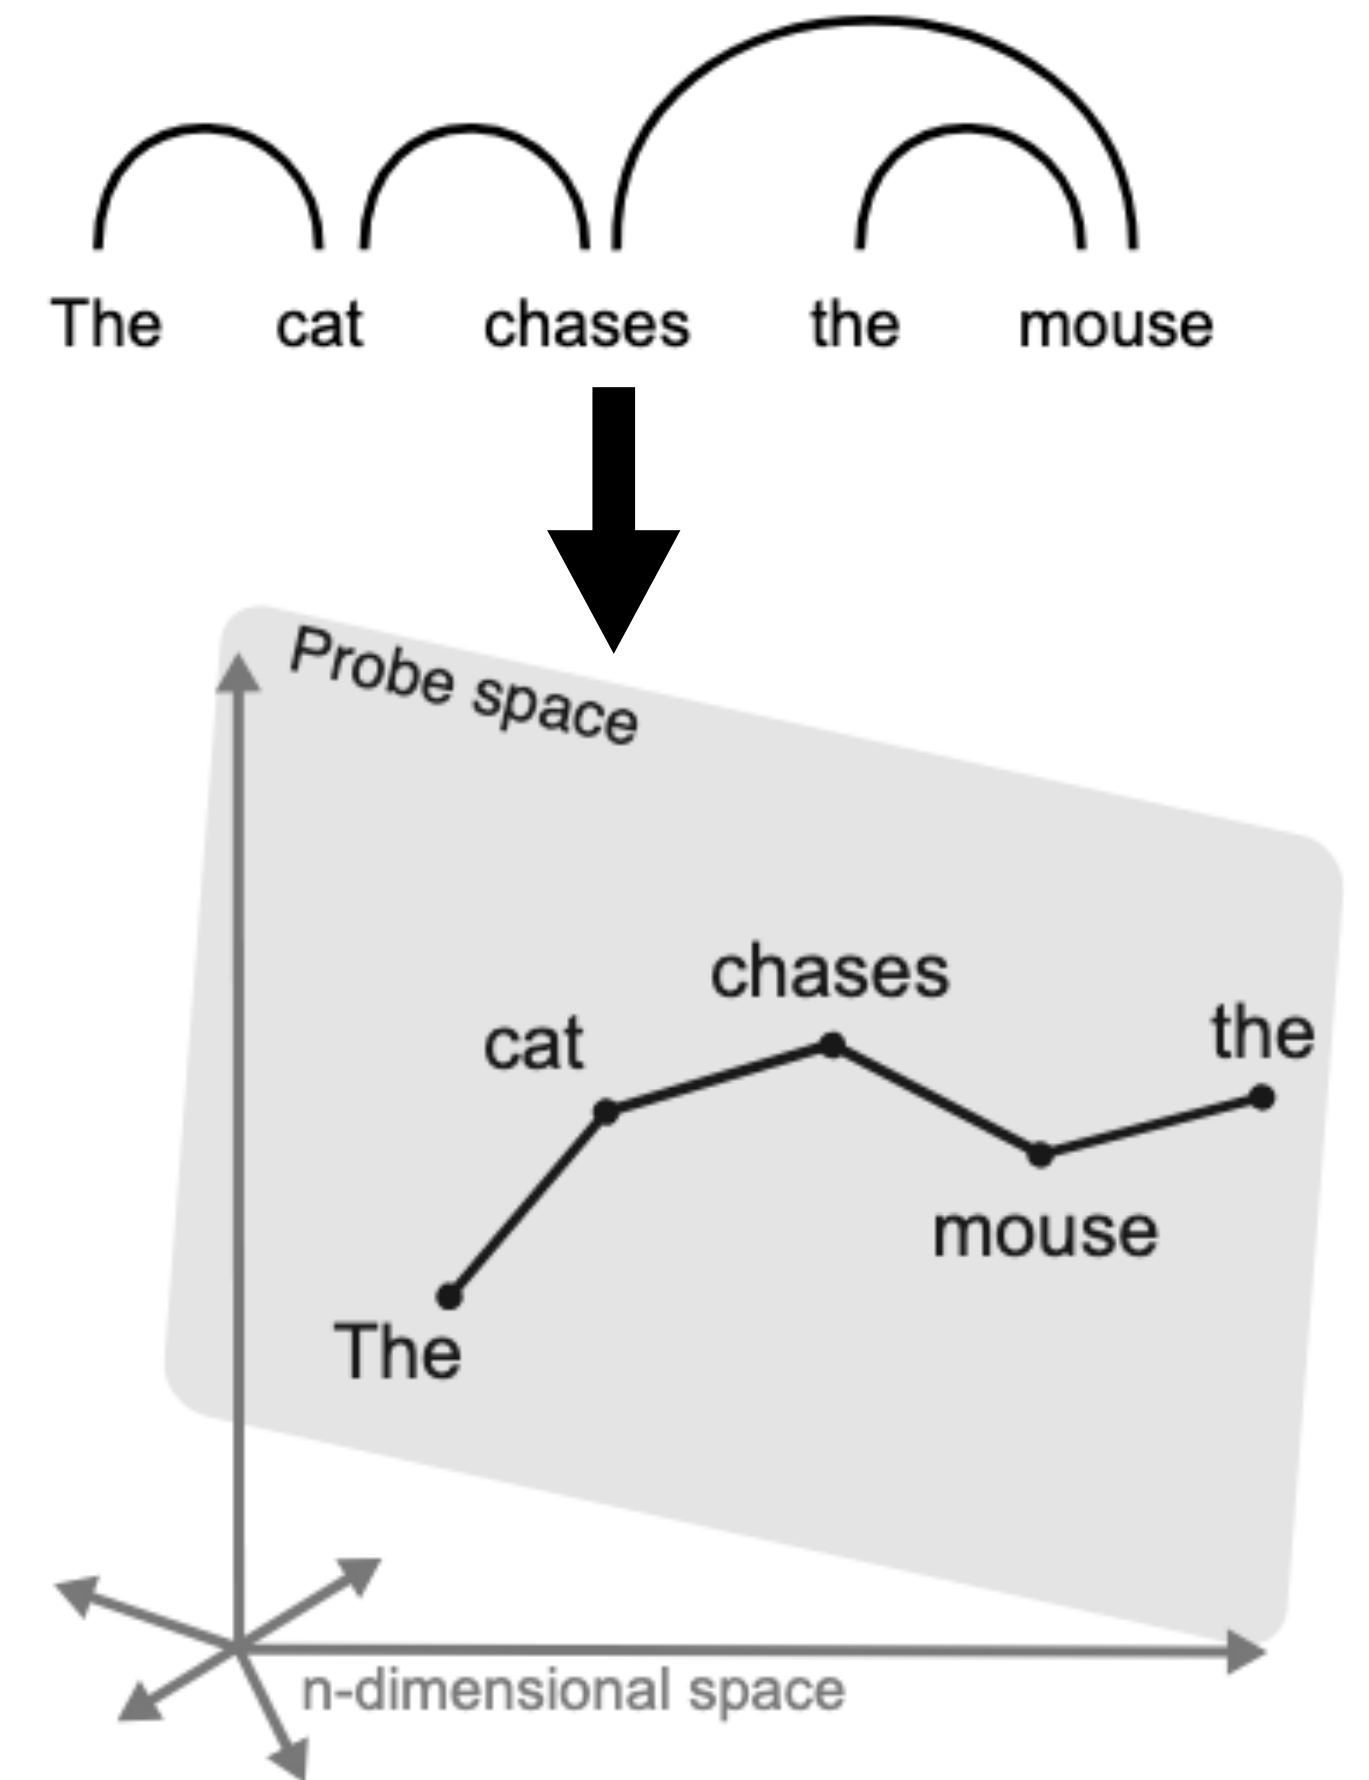 The cat chases the mouse
Probe space
chases
cat
the
mouse
The
n-dimensional space